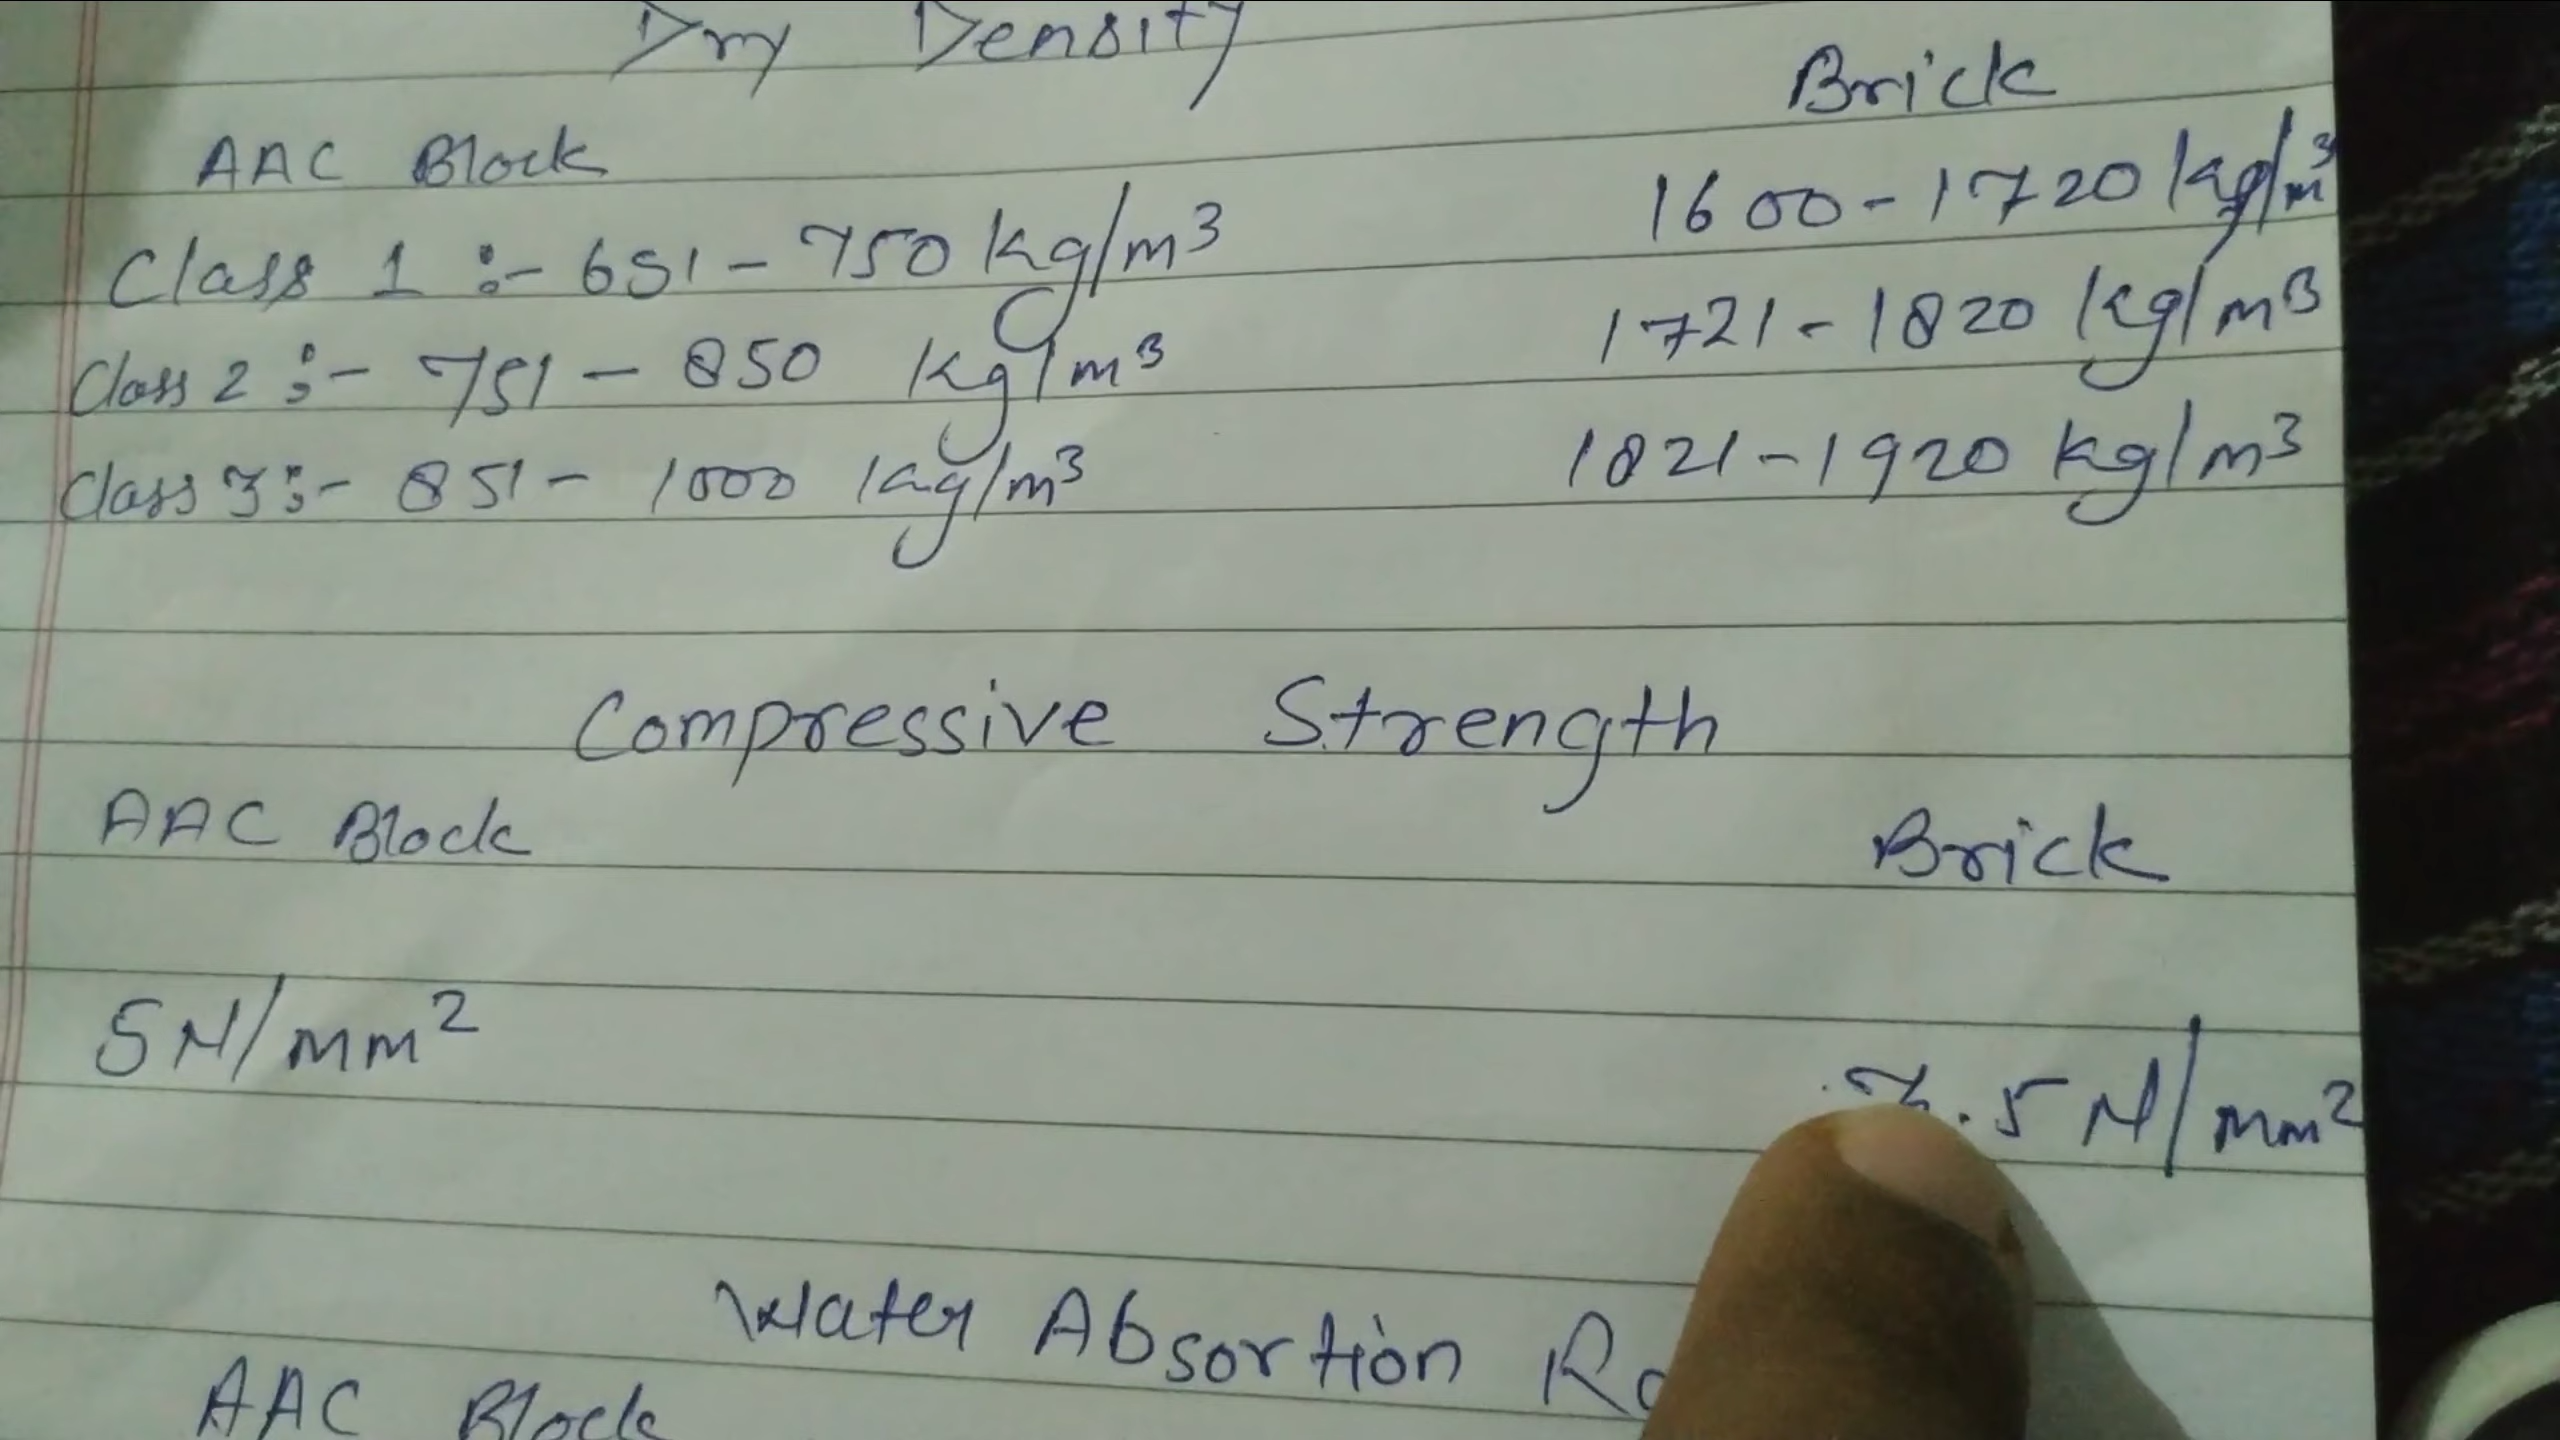 Dry Density
AAC Block Brick
Class 1 :- 651 - 750 kg/m³ 1600 - 1720 kg/m³
Class 2 :- 751 - 850 kg/m³ 1721 - 1820 kg/m³
Class 3 :- 851 - 1000 kg/m³ 1821 - 1920 kg/m³
Compressive Strength
AAC Block Brick
5 N/mm² .5 N/mm²
Water Absortion
AAC Block